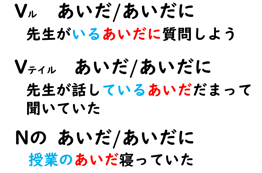 Vル あいだ/あいだに
先生がいるあいだに質問しよう
Vテイル あいだ/あいだに
先生が話しているあいだだまって
聞いていた
Nの あいだ/あいだに
授業のあいだ寝っていた